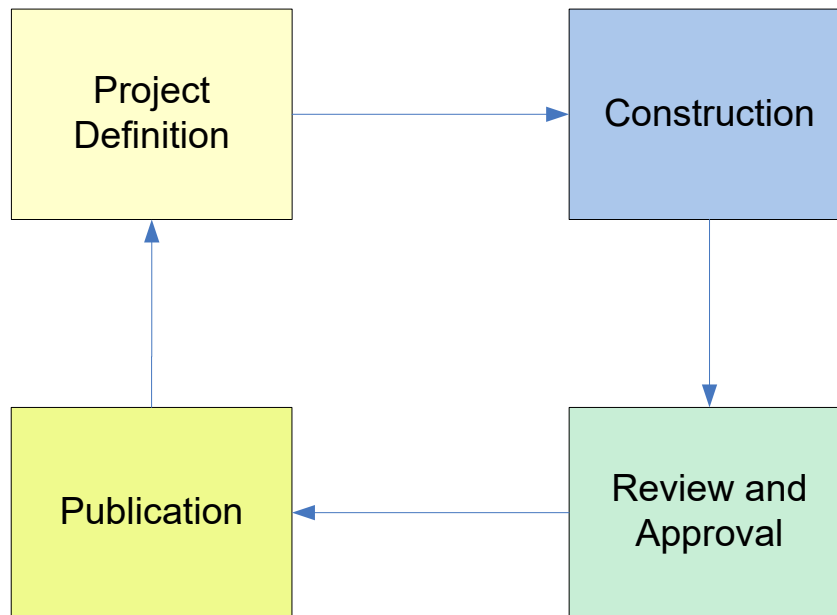 Project
Definition
Construction
Publication
Review and
Approval